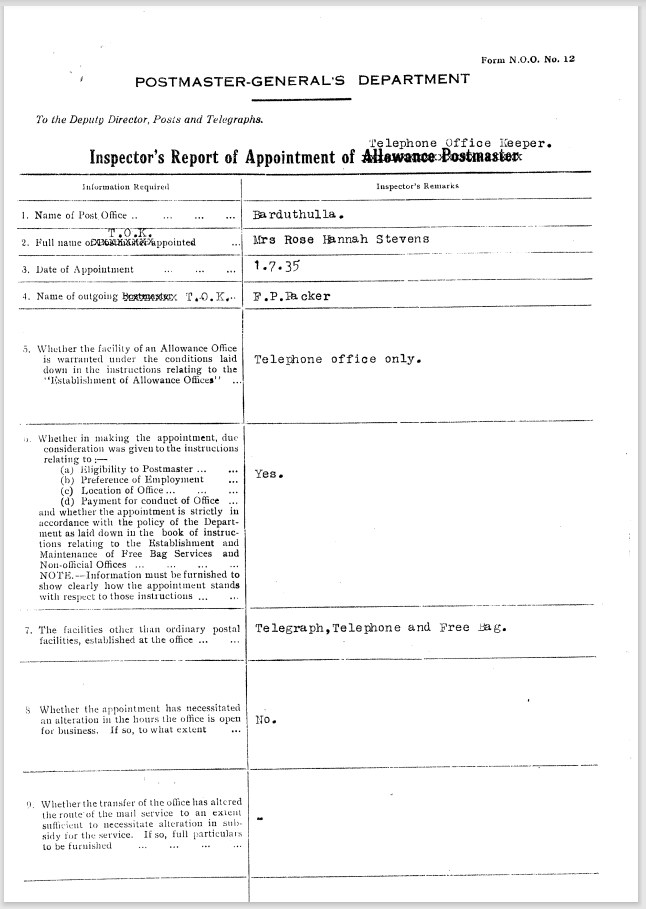 Form N.O.O. No. 12
POSTMASTER-GENERAL'S DEPARTMENT
To the Deputy Director, Posts and Telegraphs.
Telephone Office Keeper.
Inspector's Report of Appointment of Allowance Postmaster
Information Required
Inspector's Remarks
1. Name of Post Office .. ... ... ...
Barduthulla.
T.O.K.
2. Full name of appointed ...
Mrs Rose Hannah Stevens
3. Date of Appointment ... ... ...
1.7.35
4. Name of outgoing Postmaster T.O.K...
F.P.Packer
5. Whether the facility of an Allowance Office
is warranted under the conditions laid
down in the instructions relating to the
"Establishment of Allowance Offices" ...
Telephone office only.
6. Whether in making the appointment, due
consideration was given to the instructions
relating to :—
(a) Eligibility to Postmaster ... ...
(b) Preference of Employment ...
(c) Location of Office ... ... ...
(d) Payment for conduct of Office ...
and whether the appointment is strictly in
accordance with the policy of the Depart-
ment as laid down in the book of instruc-
tions relating to the Establishment and
Maintenance of Free Bag Services and
Non-official Offices ... ... ... ...
NOTE.—Information must be furnished to
show clearly how the appointment stands
with respect to those instructions ... ...
Yes.
7. The facilities other than ordinary postal
facilities, established at the office ... ...
Telegraph,Telephone and Free Bag.
8 Whether the appointment has necessitated
an alteration in the hours the office is open
for business. If so, to what extent ...
No.
9. Whether the transfer of the office has altered
the route of the mail service to an extent
sufficient to necessitate alteration in sub-
sidy for the service. If so, full particulars
to be furnished ... ... ... ...
-